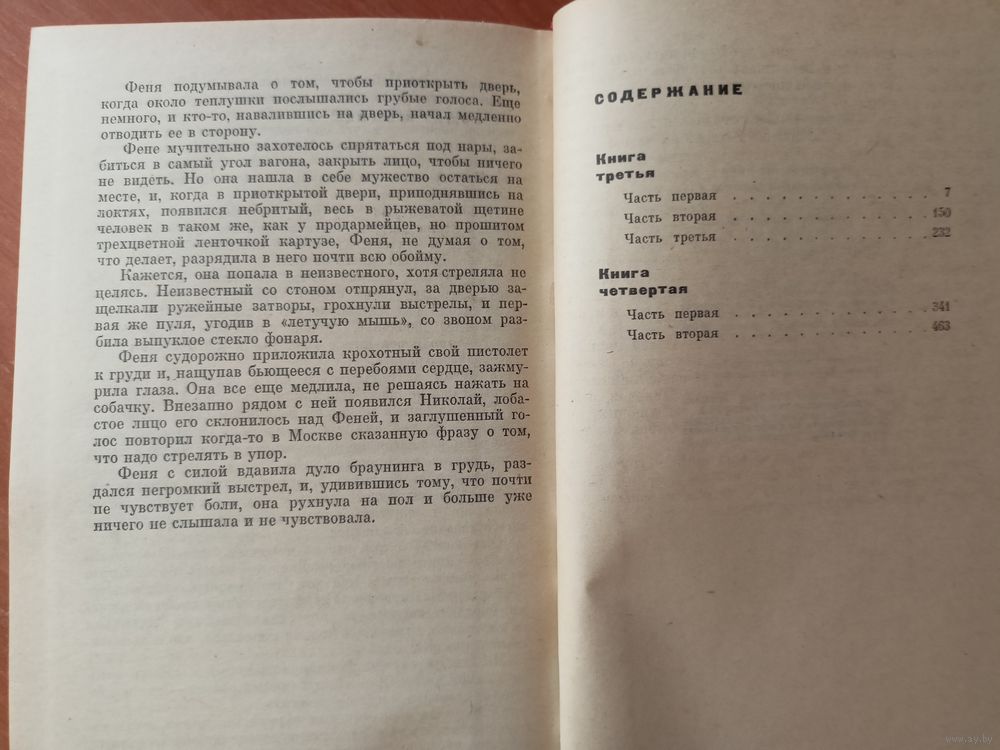 Феня подумывала о том, чтобы приоткрыть дверь,
когда около теплушки послышались грубые голоса. Еще
немного, и кто-то, навалившись на дверь, начал медленно
отводить ее в сторону.
Фене мучительно захотелось спрятаться под нары, за-
биться в самый угол вагона, закрыть лицо, чтобы ничего
не видеть. Но она нашла в себе мужество остаться на
месте, и, когда в приоткрытой двери, приподнявшись на
локтях, появился небритый, весь в рыжеватой щетине
человек в таком же, как у продармейцев, но прошитом
трехцветной ленточкой картузе, Феня, не думая о том,
что делает, разрядила в него почти всю обойму.
Кажется, она попала в неизвестного, хотя стреляла не
целясь. Неизвестный со стоном отпрянул, за дверью за-
щелкали ружейные затворы, грохнули выстрелы, и пер-
вая же пуля, угодив в «летучую мышь», со звоном раз-
била выпуклое стекло фонаря.
Феня судорожно приложила крохотный свой пистолет
к груди и, нащупав бьющееся с перебоями сердце, зажму-
рила глаза. Она все еще медлила, не решаясь нажать на
собачку. Внезапно рядом с ней появился Николай, лоба-
стое лицо его склонилось над Феней, и заглушенный го-
лос повторил когда-то в Москве сказанную фразу о том,
что надо стрелять в упор.
Феня с силой вдавила дуло браунинга в грудь, раз-
дался негромкий выстрел, и, удивившись тому, что почти
не чувствует боли, она рухнула на пол и больше уже
ничего не слышала и не чувствовала.
СОДЕРЖАНИЕ
Книга
третья
Часть первая . . . . . . . . . . . . 7
Часть вторая . . . . . . . . . . . . 150
Часть третья . . . . . . . . . . . . 232
Книга
четвертая
Часть первая . . . . . . . . . . . . 341
Часть вторая . . . . . . . . . . . . 463
www.ay.by